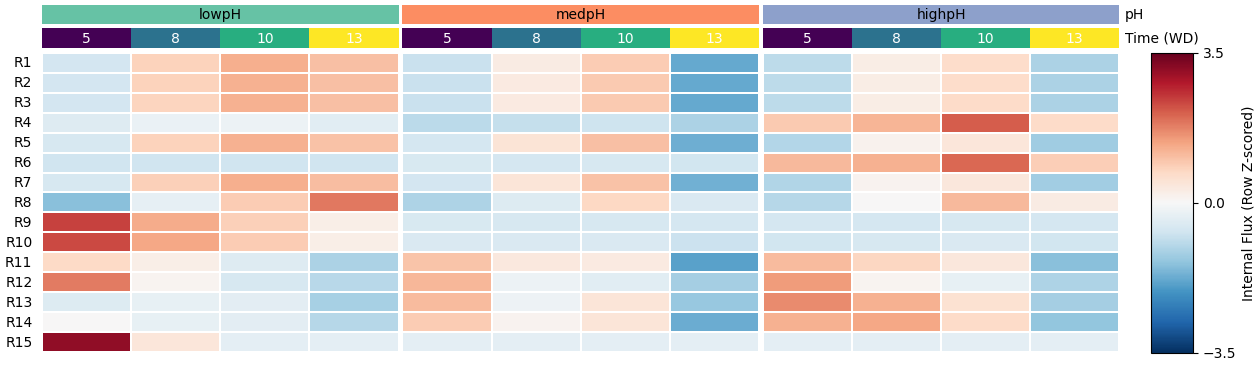 lowpH medpH highpH pH
5 8 10 13 5 8 10 13 5 8 10 13 Time (WD)
R1
R2
R3
R4
R5
R6
R7
R8
R9
R10
R11
R12
R13
R14
R15
3.5
0.0
−3.5
Internal Flux (Row Z-scored)